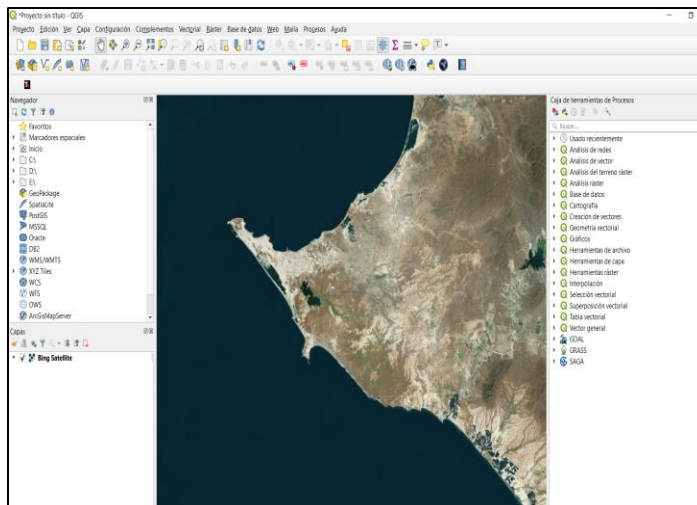 *Proyecto sin título - QGIS
Proyecto Edición Ver Capa Configuración Complementos Vectorial Ráster Base de datos Web Malla Procesos Ayuda
Navegador
Favoritos
Marcadores espaciales
Inicio
C:\
D:\
E:\
GeoPackage
SpatiaLite
PostGIS
MSSQL
Oracle
DB2
WMS/WMTS
XYZ Tiles
WCS
WFS
OWS
ArcGisMapServer
Capas
Bing Satellite
Caja de herramientas de Procesos
Buscar...
Usado recientemente
Análisis de redes
Análisis de vector
Análisis del terreno ráster
Análisis ráster
Base de datos
Cartografía
Creación de vectores
Geometría vectorial
Gráficos
Herramientas de archivo
Herramientas de capa
Herramientas ráster
Interpolación
Selección vectorial
Superposición vectorial
Tabla vectorial
Vector general
GDAL
GRASS
SAGA